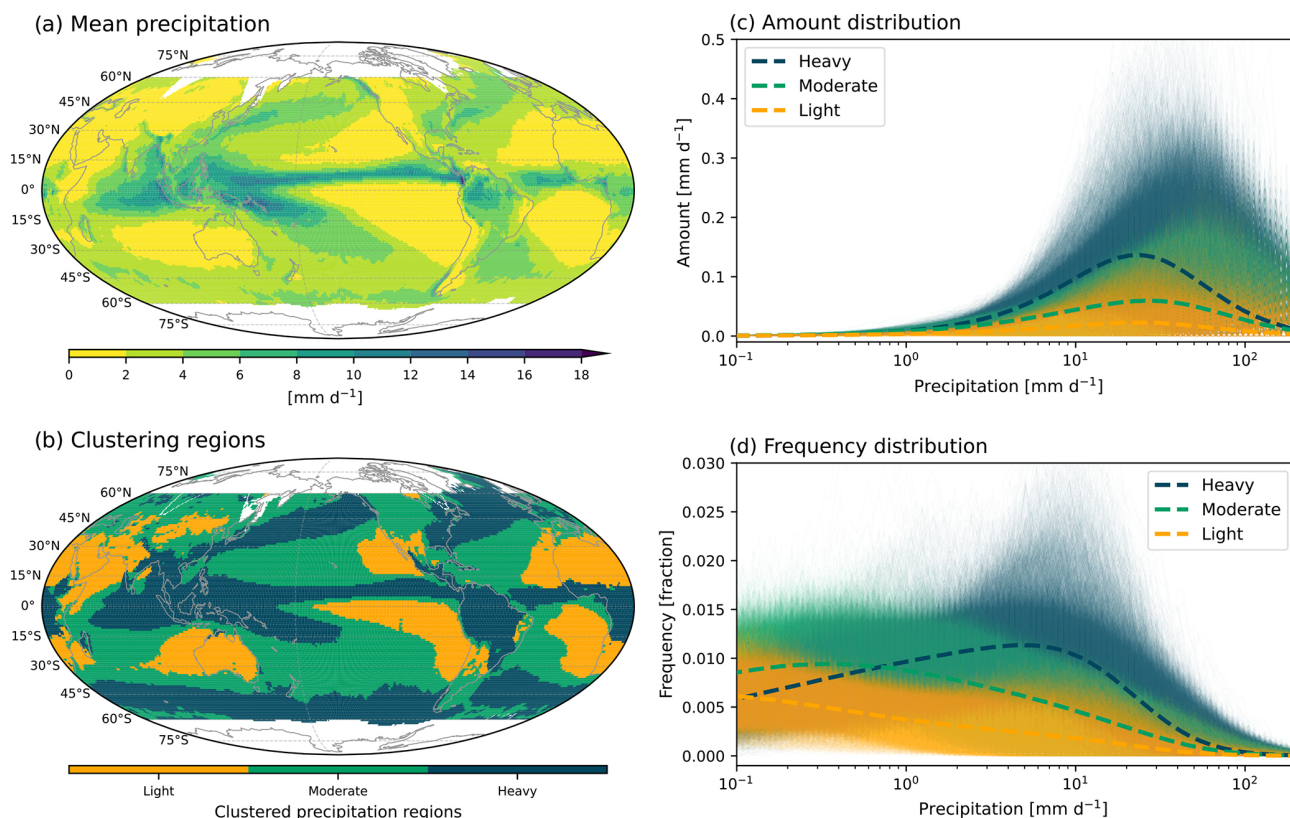 (a) Mean precipitation
75°N
60°N
45°N
30°N
15°N
0°
15°S
30°S
45°S
60°S
75°S
0 2 4 6 8 10 12 14 16 18
[mm d⁻¹]
(c) Amount distribution
0.5
0.4
0.3
0.2
0.1
0.0
Amount [mm d⁻¹]
Heavy
Moderate
Light
10⁻¹ 10⁰ 10¹ 10²
Precipitation [mm d⁻¹]
(b) Clustering regions
75°N
60°N
45°N
30°N
15°N
0°
15°S
30°S
45°S
60°S
75°S
Light Moderate Heavy
Clustered precipitation regions
(d) Frequency distribution
0.030
0.025
0.020
0.015
0.010
0.005
0.000
Frequency [fraction]
Heavy
Moderate
Light
10⁻¹ 10⁰ 10¹ 10²
Precipitation [mm d⁻¹]